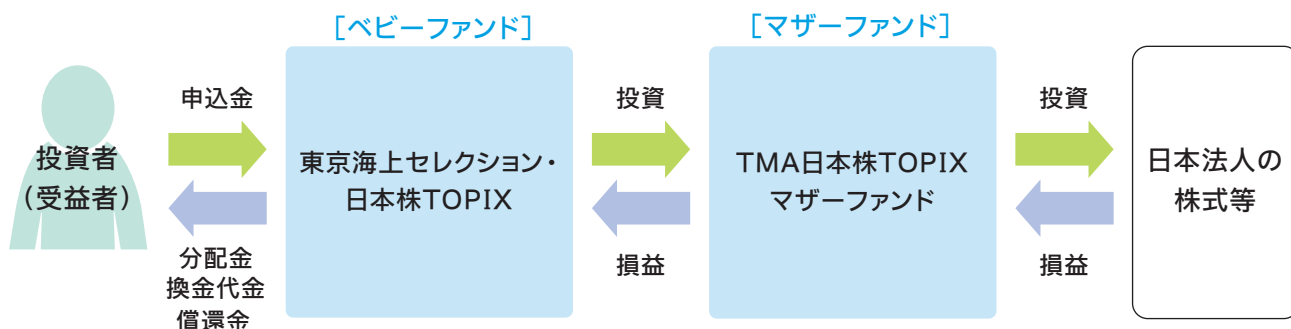 ［ベビーファンド］
［マザーファンド］
投資者
（受益者）
申込金
分配金
換金代金
償還金
東京海上セレクション・
日本株TOPIX
投資
損益
TMA日本株TOPIX
マザーファンド
投資
損益
日本法人の
株式等